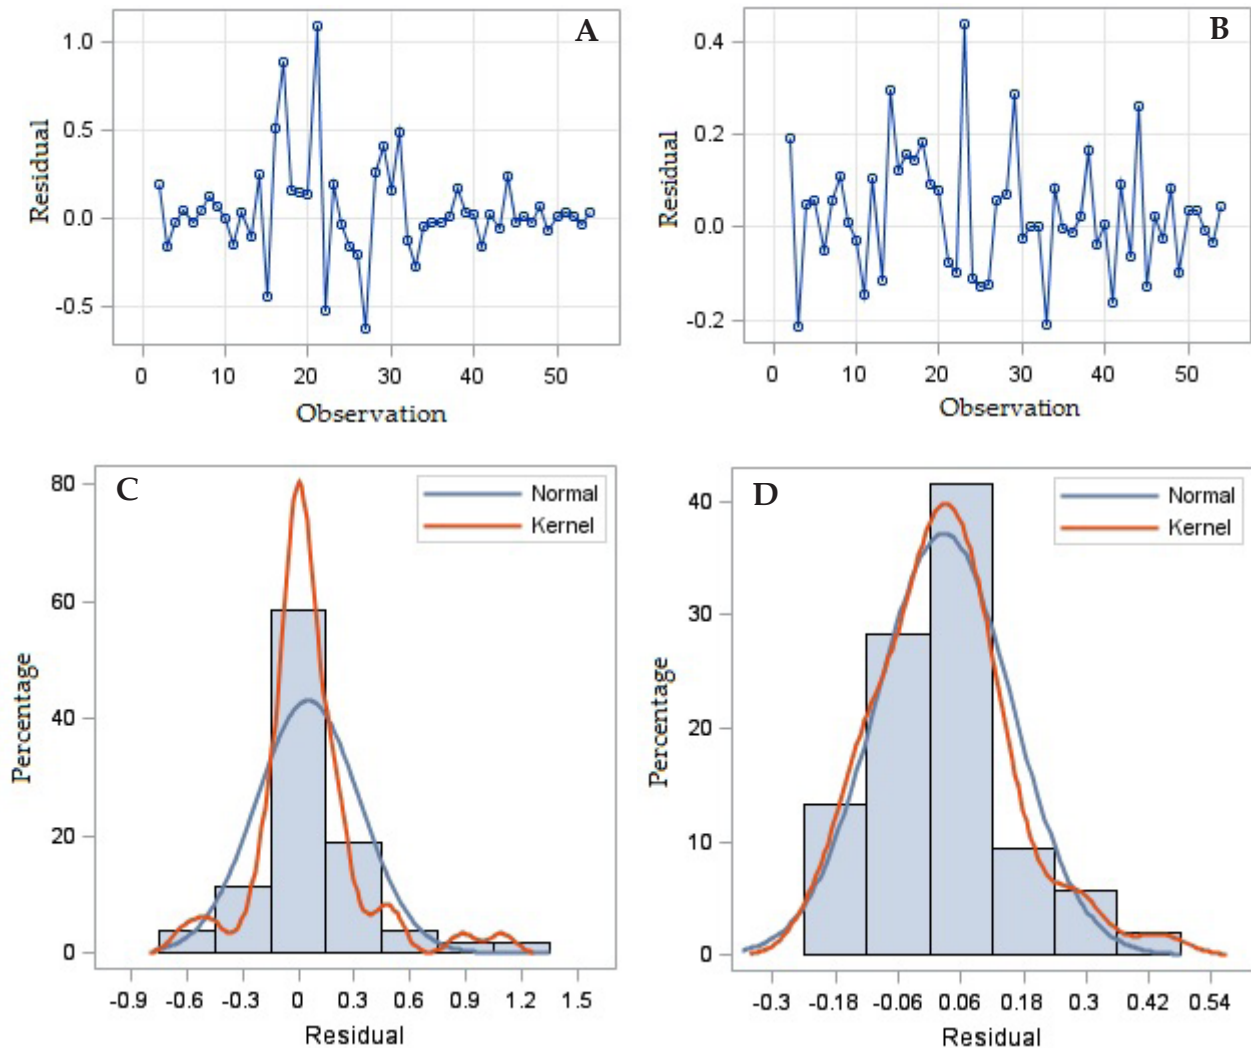 A
1.0
0.5
0.0
-0.5
Residual
0 10 20 30 40 50
Observation
B
0.4
0.2
0.0
-0.2
Residual
0 10 20 30 40 50
Observation
C
Normal
Kernel
80
60
40
20
0
Percentage
-0.9 -0.6 -0.3 0 0.3 0.6 0.9 1.2 1.5
Residual
D
Normal
Kernel
40
30
20
10
0
Percentage
-0.3 -0.18 -0.06 0.06 0.18 0.3 0.42 0.54
Residual